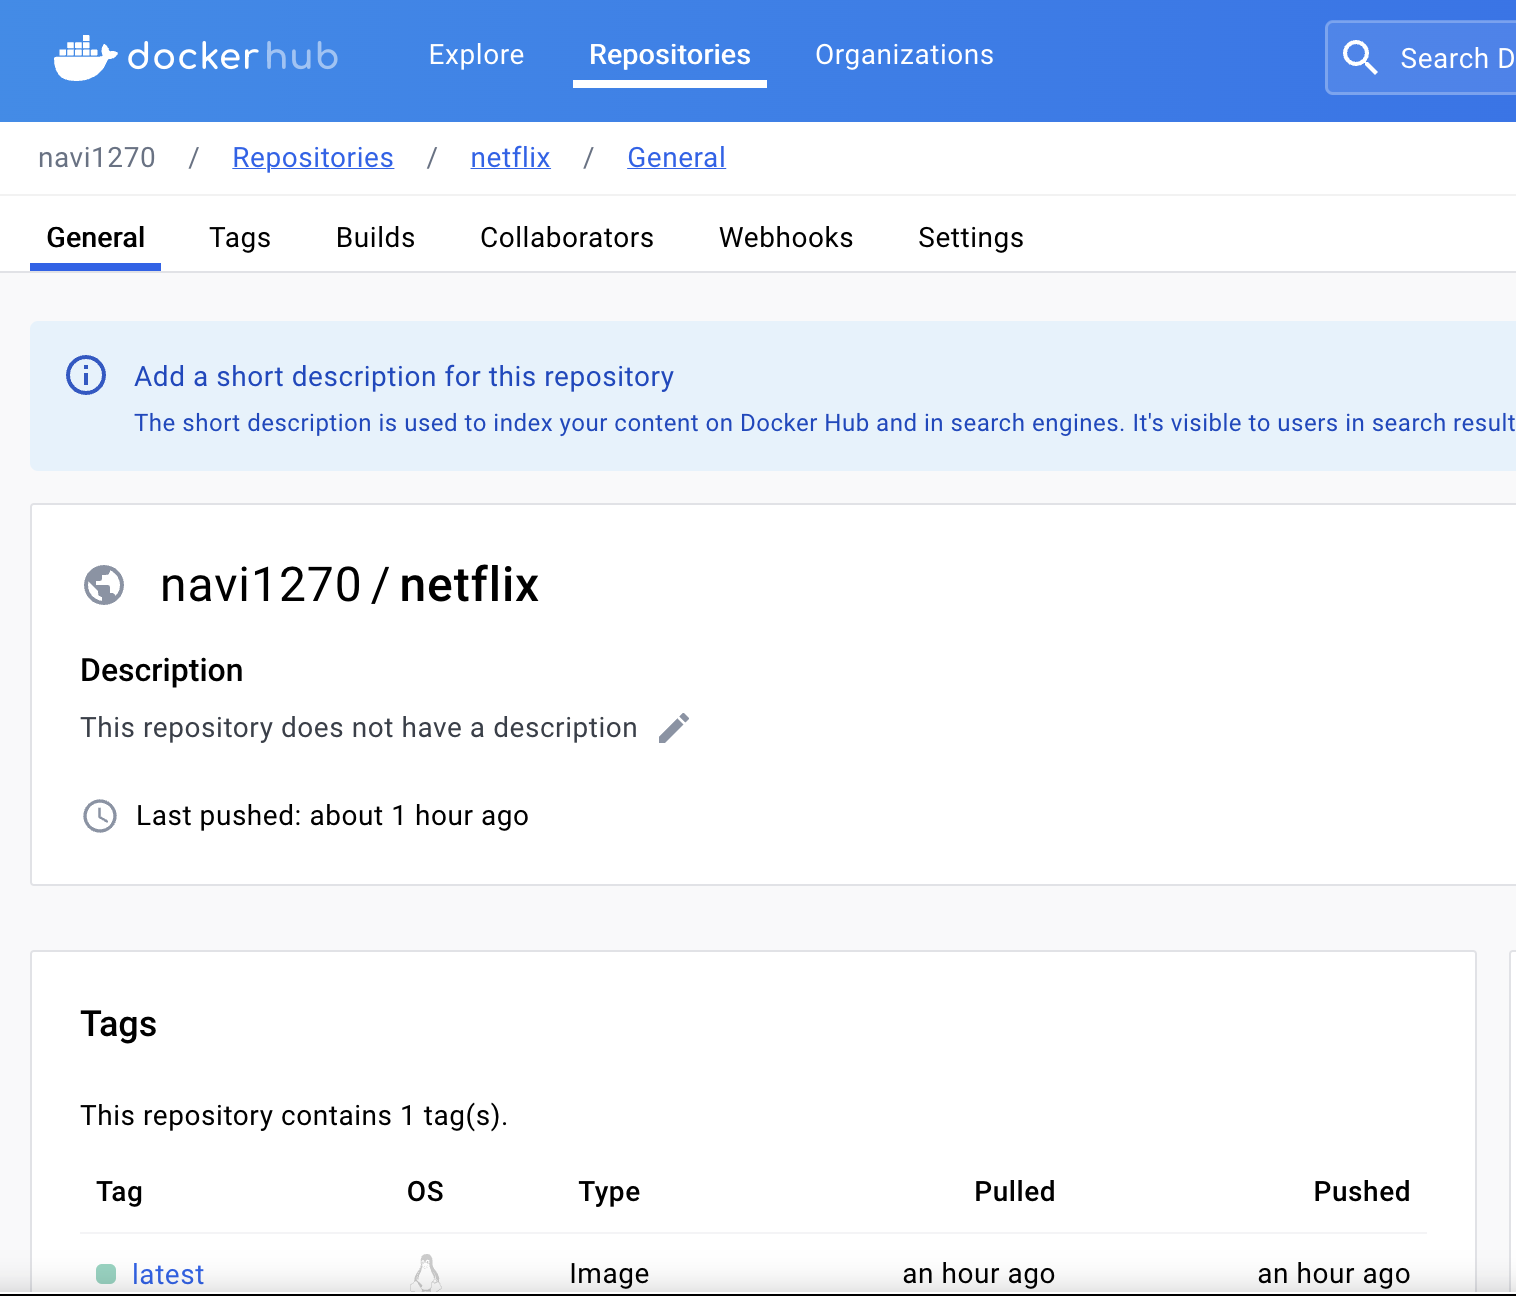 dockerhub Explore Repositories Organizations Search D
navi1270 / Repositories / netflix / General
General Tags Builds Collaborators Webhooks Settings
Add a short description for this repository
The short description is used to index your content on Docker Hub and in search engines. It's visible to users in search result
navi1270 / netflix
Description
This repository does not have a description
Last pushed: about 1 hour ago
Tags
This repository contains 1 tag(s).
Tag OS Type Pulled Pushed
latest Image an hour ago an hour ago